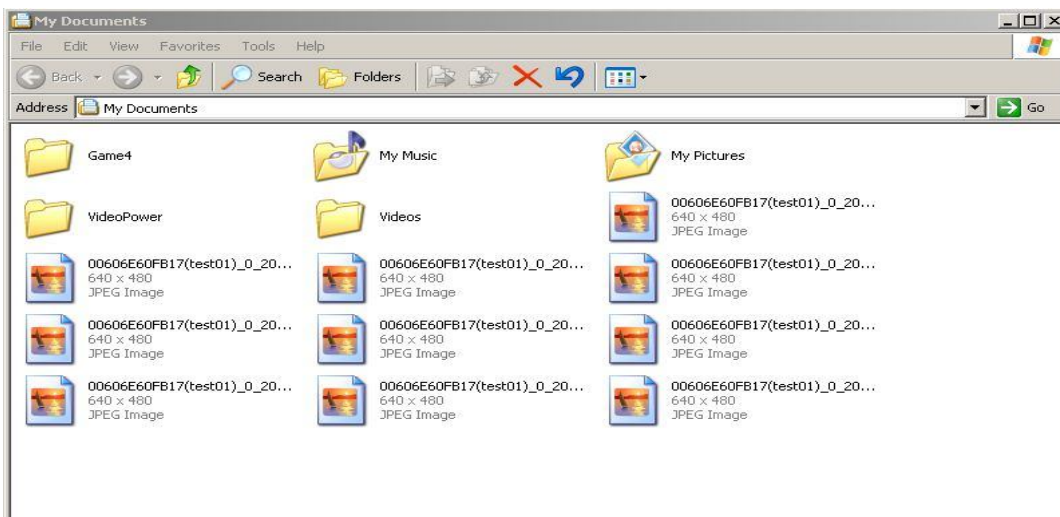 My Documents
File Edit View Favorites Tools Help
Back Search Folders
Address My Documents Go
Game4 My Music My Pictures
VideoPower Videos 00606E60FB17(test01)_0_20...
640 x 480
JPEG Image
00606E60FB17(test01)_0_20... 00606E60FB17(test01)_0_20... 00606E60FB17(test01)_0_20...
640 x 480 640 x 480 640 x 480
JPEG Image JPEG Image JPEG Image
00606E60FB17(test01)_0_20... 00606E60FB17(test01)_0_20... 00606E60FB17(test01)_0_20...
640 x 480 640 x 480 640 x 480
JPEG Image JPEG Image JPEG Image
00606E60FB17(test01)_0_20... 00606E60FB17(test01)_0_20... 00606E60FB17(test01)_0_20...
640 x 480 640 x 480 640 x 480
JPEG Image JPEG Image JPEG Image